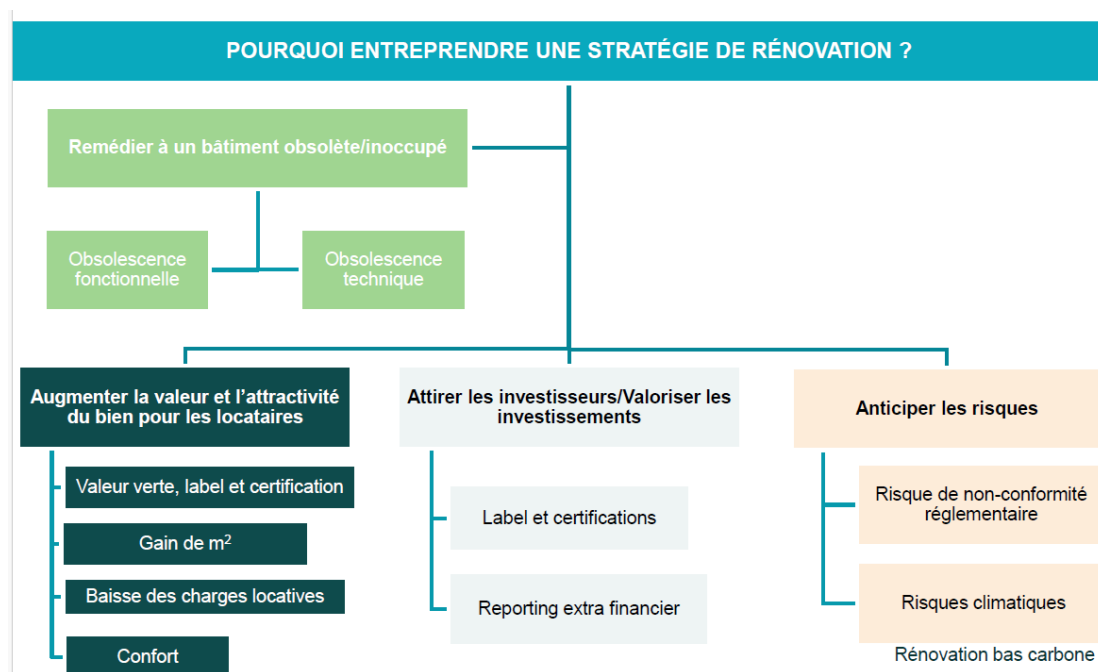 POURQUOI ENTREPRENDRE UNE STRATÉGIE DE RÉNOVATION ?
Remédier à un bâtiment obsolète/inoccupé
Obsolescence
fonctionnelle
Obsolescence
technique
Augmenter la valeur et l’attractivité
du bien pour les locataires
Valeur verte, label et certification
Gain de m²
Baisse des charges locatives
Confort
Attirer les investisseurs/Valoriser les
investissements
Label et certifications
Reporting extra financier
Anticiper les risques
Risque de non-conformité
réglementaire
Risques climatiques
Rénovation bas carbone